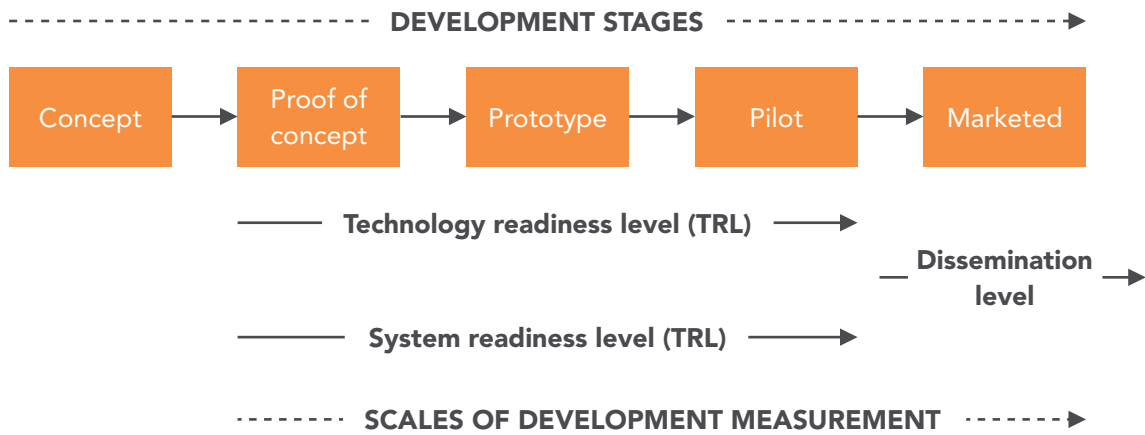 DEVELOPMENT STAGES
Concept
Proof of
concept
Prototype
Pilot
Marketed
Technology readiness level (TRL)
Dissemination
level
System readiness level (TRL)
SCALES OF DEVELOPMENT MEASUREMENT